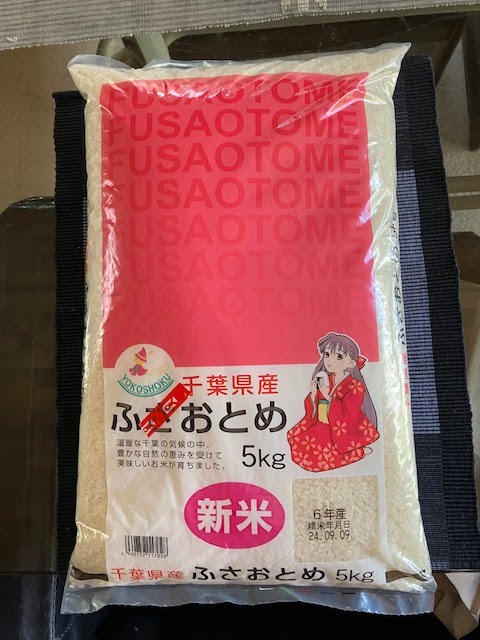 FUSAOTOME
FUSAOTOME
FUSAOTOME
FUSAOTOME
FUSAOTOME
FUSAOTOME
FUSAOTOME
FUSAOTOME
YOKOSHOKU
千葉県産
ふさおとめ
温暖な千葉の気候の中、
豊かな自然の恵みを受けて
美味しいお米が育ちました。
5kg
新米
6年産
精米年月日
24.09.09
千葉県産 ふさおとめ 5kg